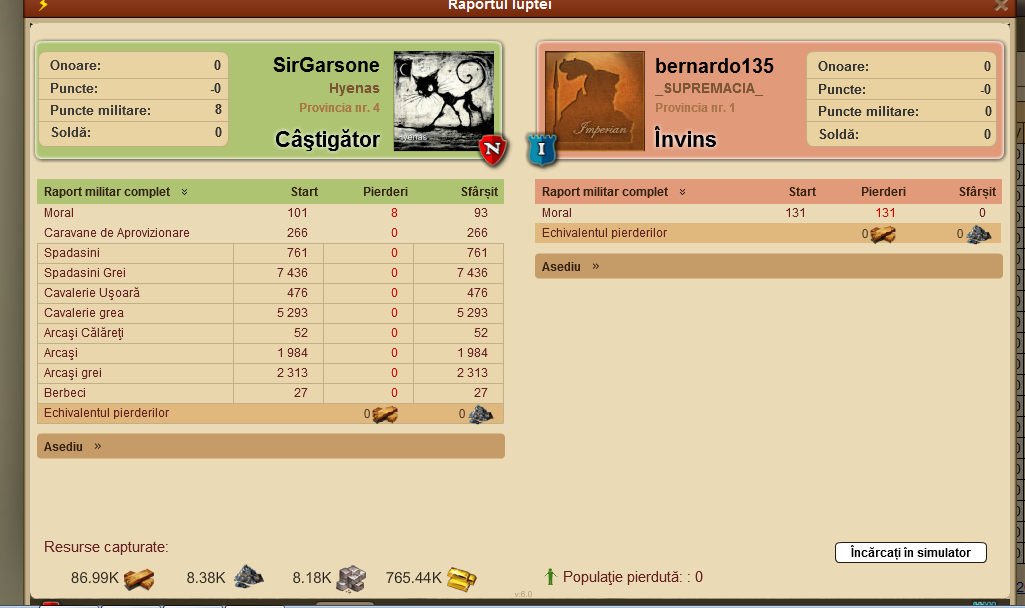 Raportul luptei
Onoare: 0
Puncte: -0
Puncte militare: 8
Soldă: 0
SirGarsone
Hyenas
Provincia nr. 4
Câştigător
N
bernardo135
_SUPREMACIA_
Provincia nr. 1
Învins
Imperian
I
Onoare: 0
Puncte: -0
Puncte militare: 0
Soldă: 0
Raport militar complet Start Pierderi Sfârșit
Moral 101 8 93
Caravane de Aprovizionare 266 0 266
Spadasini 761 0 761
Spadasini Grei 7 436 0 7 436
Cavalerie Uşoară 476 0 476
Cavalerie grea 5 293 0 5 293
Arcaşi Călăreţi 52 0 52
Arcaşi 1 984 0 1 984
Arcaşi grei 2 313 0 2 313
Berbeci 27 0 27
Echivalentul pierderilor 0 0
Asediu »
Raport militar complet Start Pierderi Sfârșit
Moral 131 131 0
Echivalentul pierderilor 0 0
Asediu »
Resurse capturate:
86.99K 8.38K 8.18K 765.44K
Încărcați în simulator
Populaţie pierdută: : 0
v:6.0